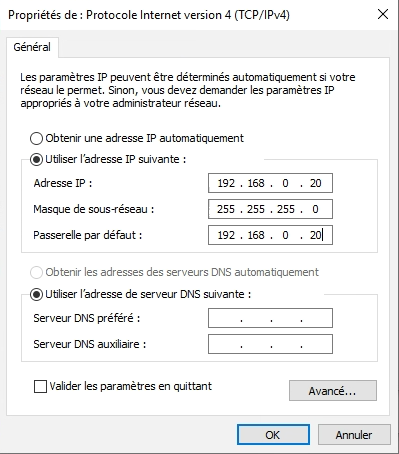 Propriétés de : Protocole Internet version 4 (TCP/IPv4)
Général
Les paramètres IP peuvent être déterminés automatiquement si votre
réseau le permet. Sinon, vous devez demander les paramètres IP
appropriés à votre administrateur réseau.
Obtenir une adresse IP automatiquement
Utiliser l'adresse IP suivante :
Adresse IP : 192 . 168 . 0 . 20
Masque de sous-réseau : 255 . 255 . 255 . 0
Passerelle par défaut : 192 . 168 . 0 . 20
Obtenir les adresses des serveurs DNS automatiquement
Utiliser l'adresse de serveur DNS suivante :
Serveur DNS préféré : . . .
Serveur DNS auxiliaire : . . .
Valider les paramètres en quittant
Avancé...
OK Annuler